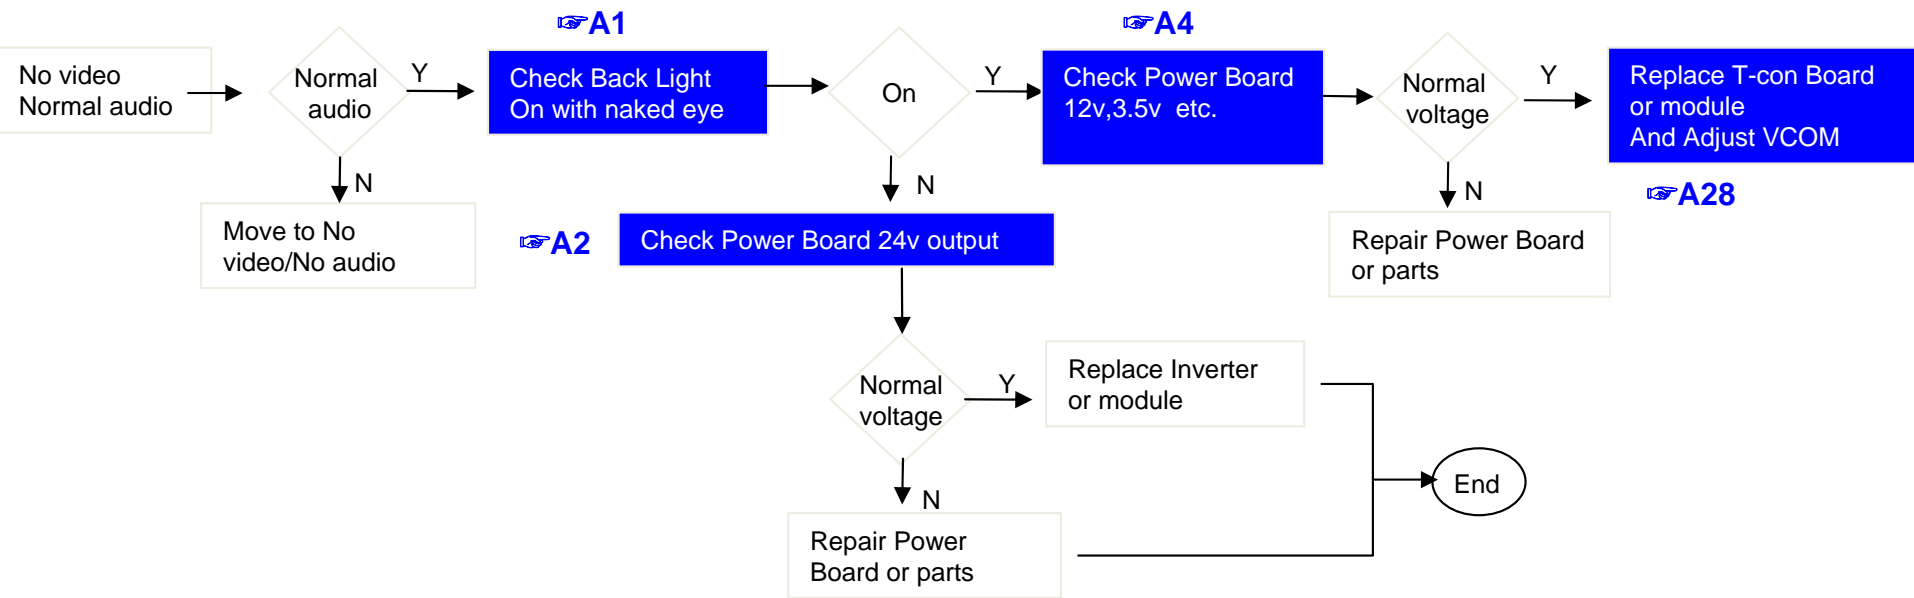 ☞A1
☞A4
No video
Normal audio
Normal
audio
Y
Check Back Light
On with naked eye
On
Y
Check Power Board
12v,3.5v etc.
Normal
voltage
Y
Replace T-con Board
or module
And Adjust VCOM
☞A28
N
Move to No
video/No audio
N
☞A2
Check Power Board 24v output
N
Repair Power Board
or parts
Normal
voltage
Y
Replace Inverter
or module
End
N
Repair Power
Board or parts